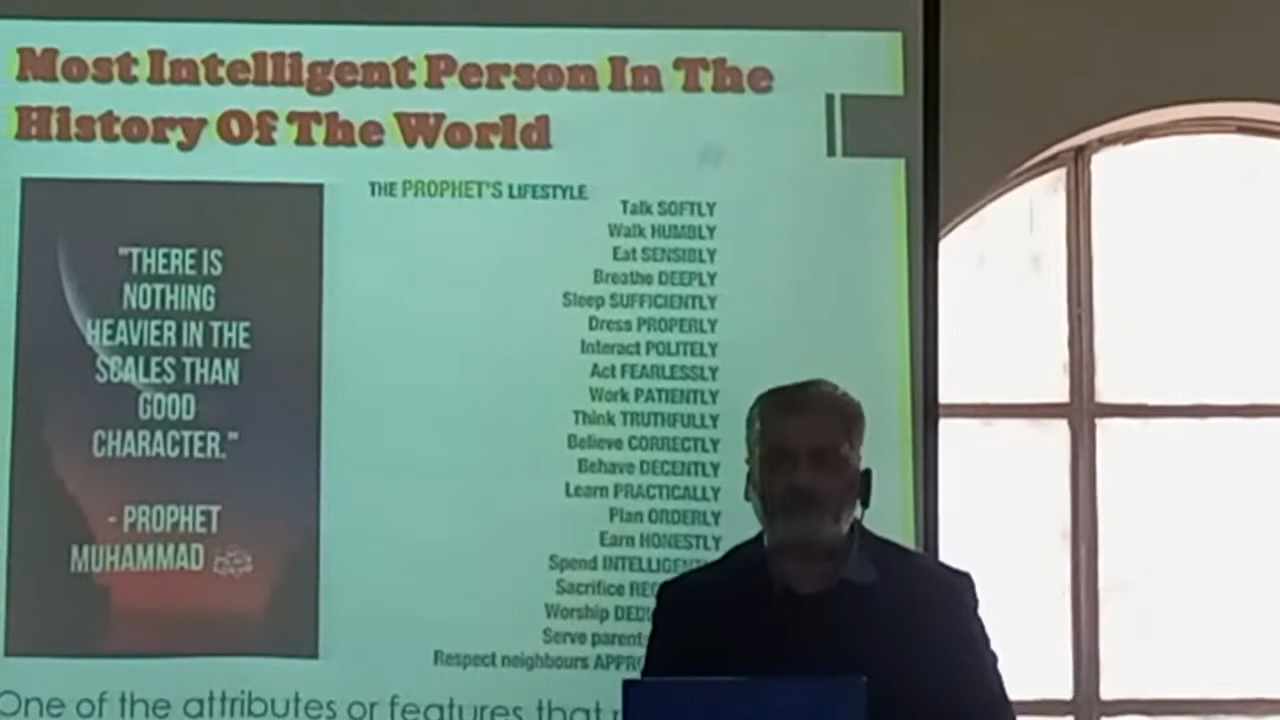 Most Intelligent Person In The
History Of The World
"THERE IS
NOTHING
HEAVIER IN THE
SCALES THAN
GOOD
CHARACTER."
- PROPHET
MUHAMMAD
THE PROPHET'S LIFESTYLE
Talk SOFTLY
Walk HUMBLY
Eat SENSIBLY
Breathe DEEPLY
Sleep SUFFICIENTLY
Dress PROPERLY
Interact POLITELY
Act FEARLESSLY
Work PATIENTLY
Think TRUTHFULLY
Believe CORRECTLY
Behave DECENTLY
Learn PRACTICALLY
Plan ORDERLY
Earn HONESTLY
Spend
Sacrifice
Worship
Serve
Respect neighbours
One of the attributes or features that